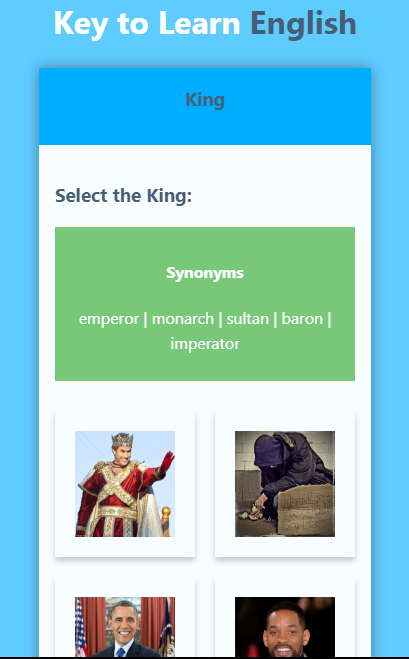 Key to Learn English
King
Select the King:
Synonyms
emperor | monarch | sultan | baron |
imperator